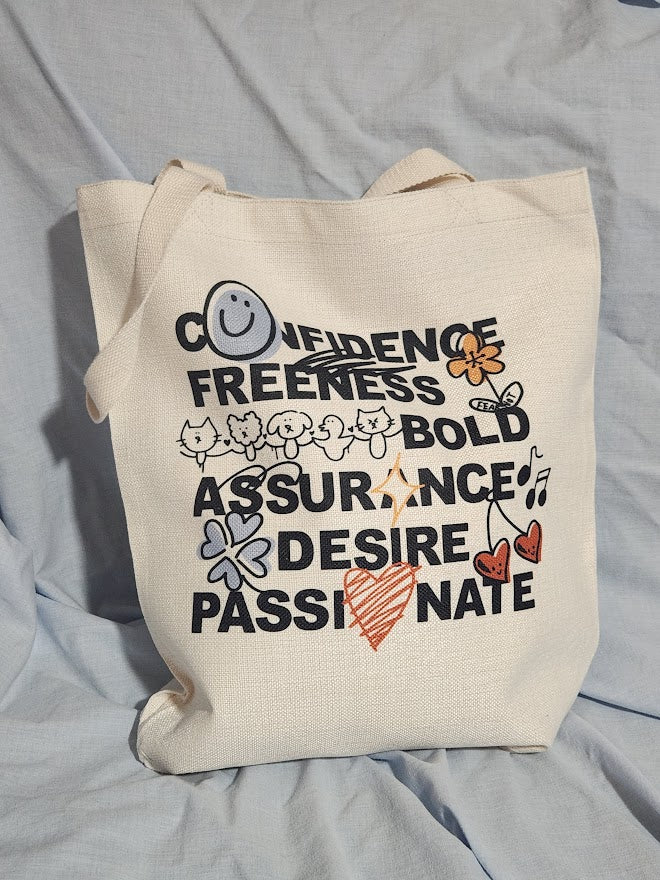 CONFIDENCE
FREENESS
BOLD
ASSURANCE
DESIRE
PASSIONATE